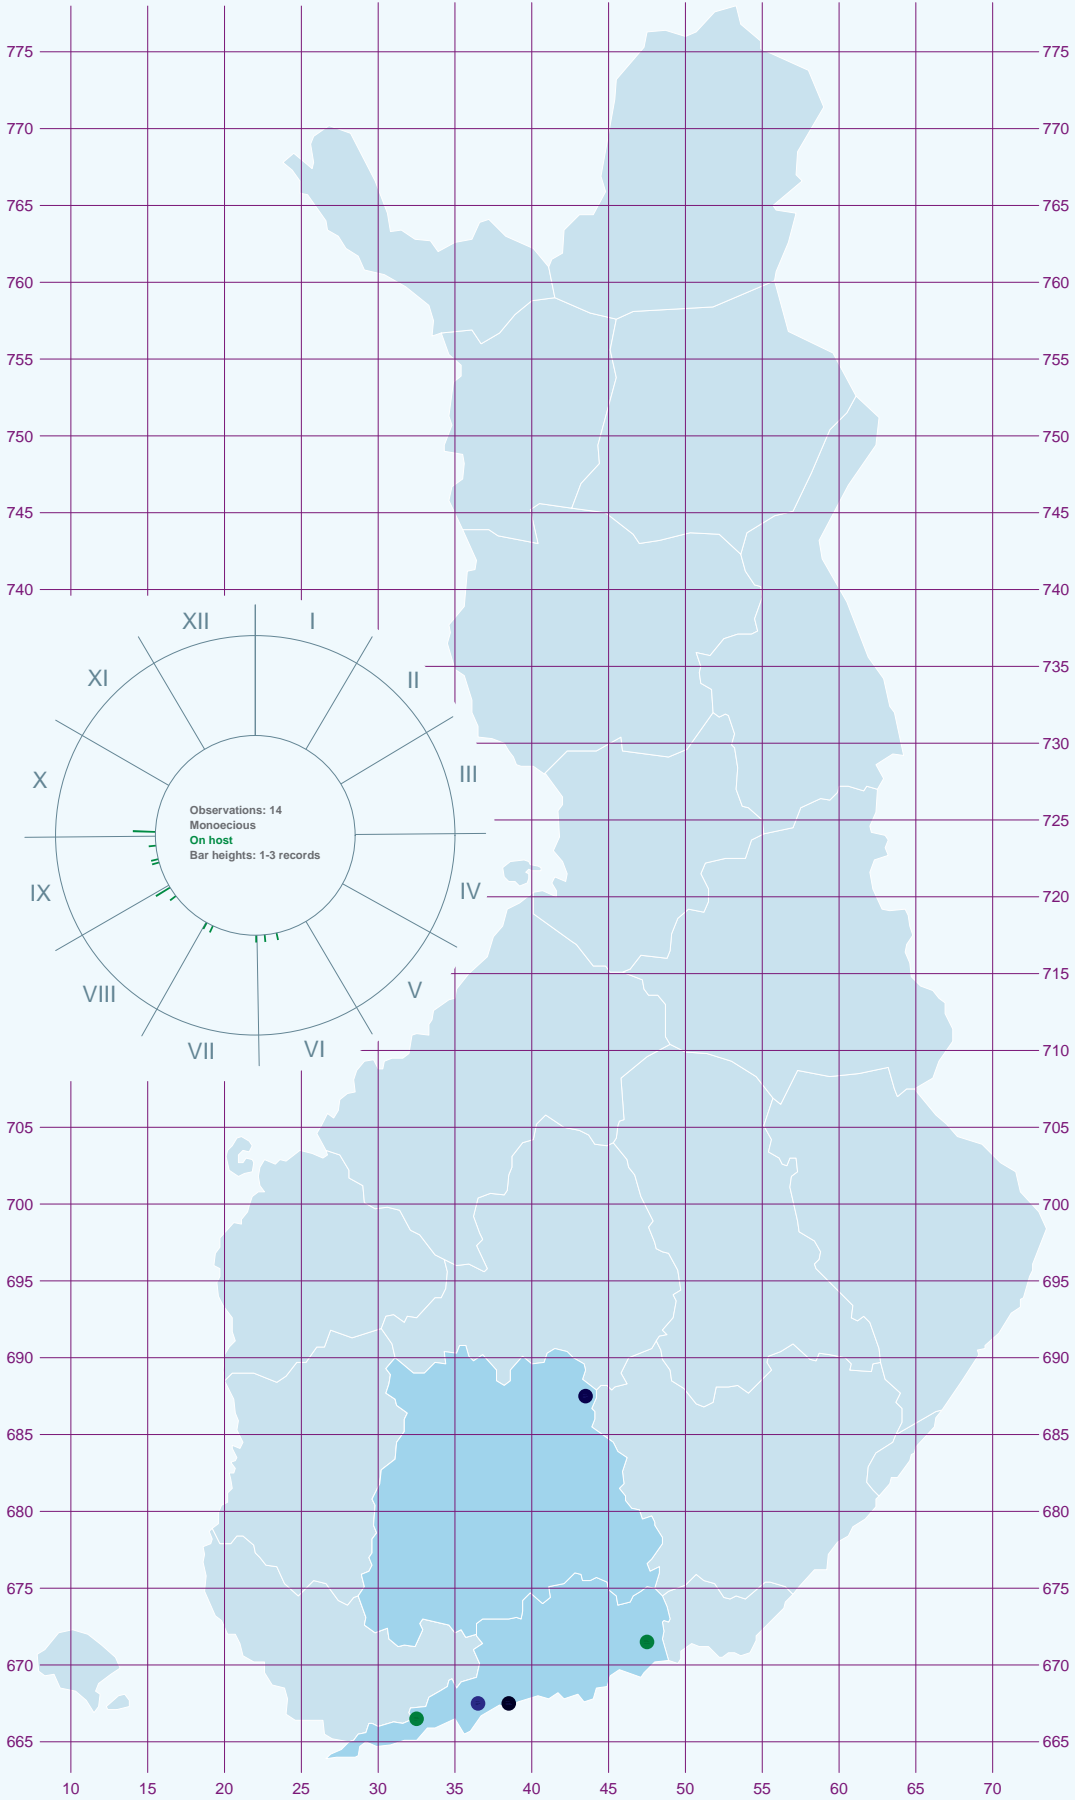 775 775
770 770
765 765
760 760
755 755
750 750
745 745
740 740
XII I
735
XI II
730
X III
Observations: 14
Monoecious
725
On host
Bar heights: 1-3 records
IX IV
720
VIII V
715
VII VI
710
705 705
700 700
695 695
690 690
685 685
680 680
675 675
670 670
665 665
10 15 20 25 30 35 40 45 50 55 60 65 70